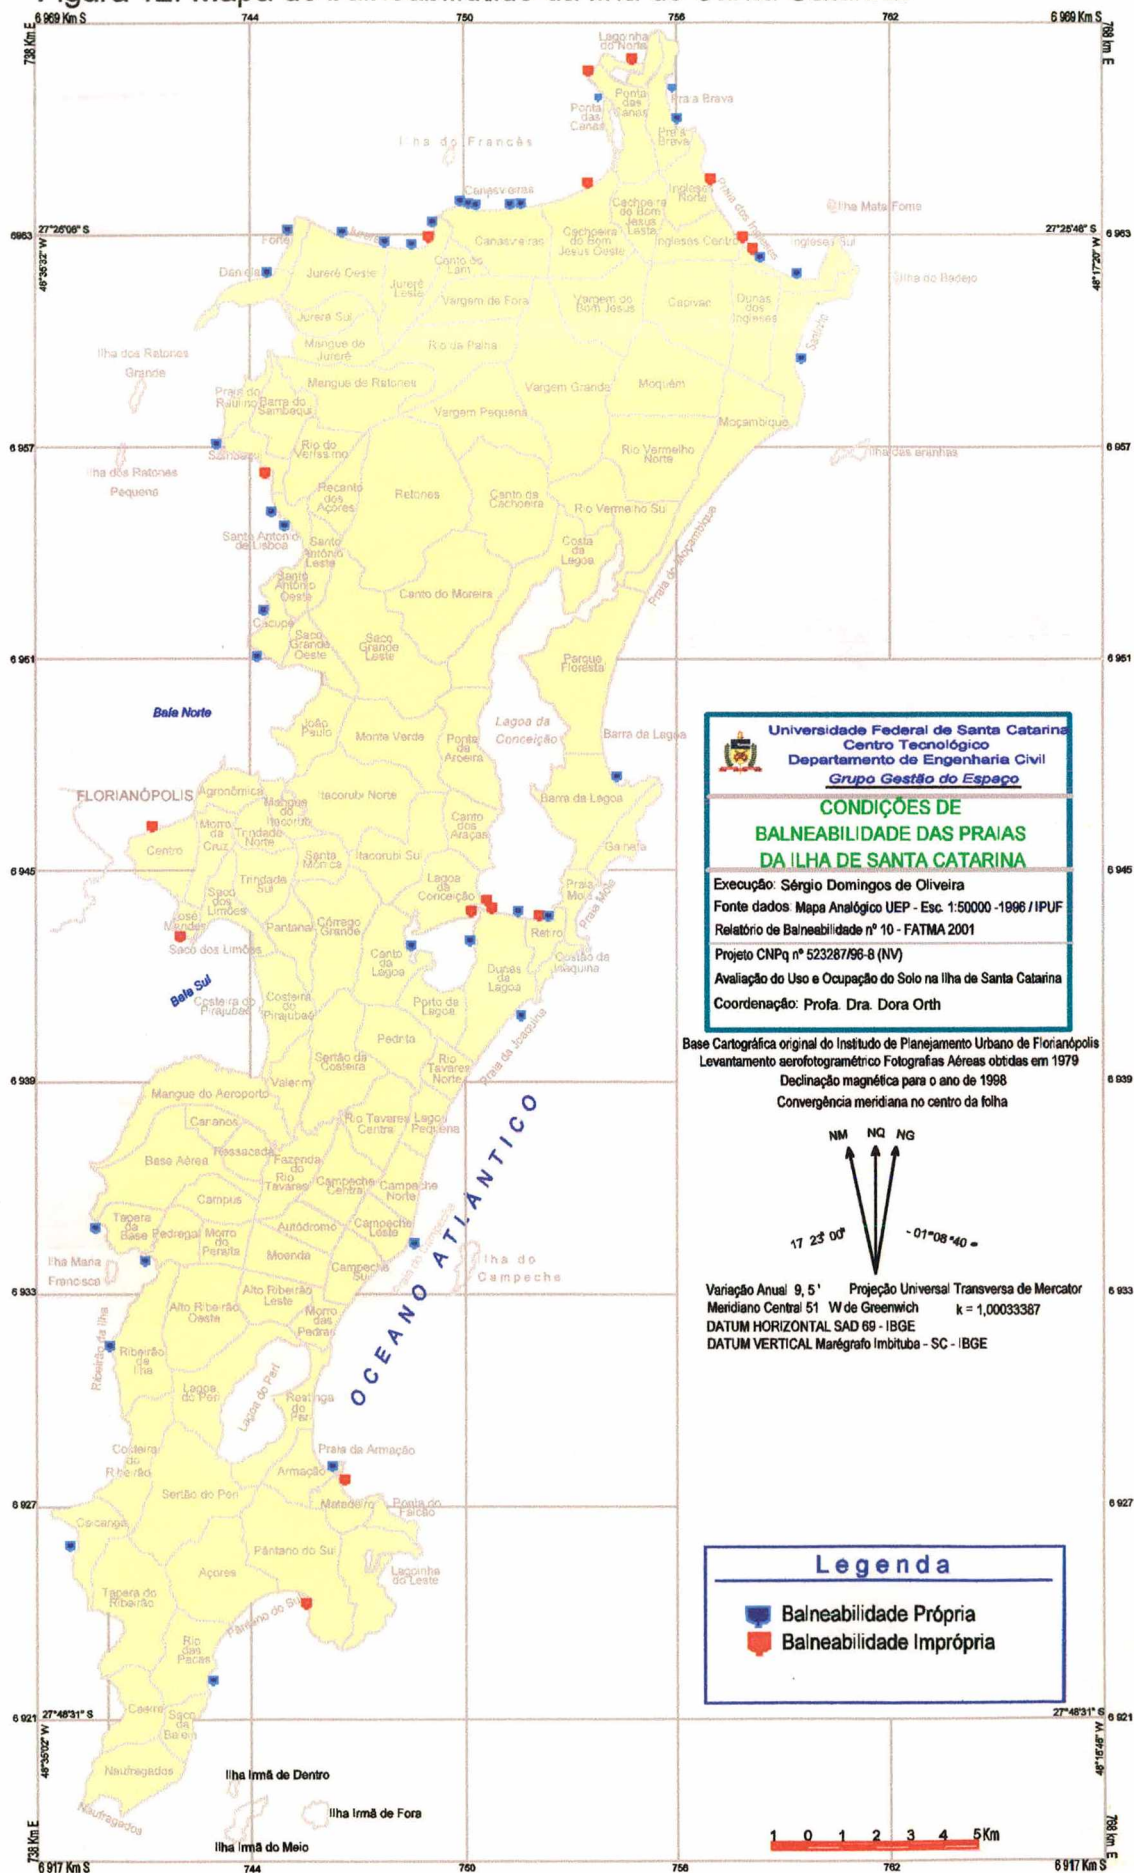 6 969 Km S
744
750
756
762
6 969 Km S
738 Km E
768 km E
Lagoinha
do Norte
Ponta
das
Canas
Ponta
das
Canas
Praia Brava
Praia
Brava
Ilha do Francês
Canasvieiras
Ingleses
Norte
Praia dos Ingleses
Ilha Mata Fome
Cachoeira
do Bom
Jesus
Leste
6 963
27°25'06" S
Forte
Jurerê
Canasvieiras
Cachoeira
do Bom
Jesus Oeste
Ingleses Centro
Ingleses Sul
27°25'46" S
6 963
48°17'20" W
Daniela
Jurerê Oeste
Jurerê
Leste
Canto do
Lam
Ilha do Badejo
Vargem de Fora
Vargem do
Bom Jesus
Capivari
Dunas
dos
Ingleses
Jurerê Sul
Santinho
Mangue de
Jurerê
Rio da Palha
Ilha dos Ratones
Grande
Mangue de Ratones
Vargem Grande
Moquém
Praia do
Raulino
Barra do
Sambaqui
Vargem Pequena
Moçambique
6 957
Sambaqui
Rio do
Veríssimo
Rio Vermelho
Norte
Ilha das aranhas
6 957
Ilha dos Ratones
Pequena
Recanto
dos
Açores
Ratones
Canto da
Cachoeira
Rio Vermelho Sul
Santo Antonio
de Lisboa
Santo
Antônio
Leste
Costa
da
Lagoa
Praia do Moçambique
Santo
Antônio
Oeste
Canto do Moreira
Cacupé
Saco
Grande
Oeste
Saco
Grande
Leste
6 951
Parque
Florestal
6 951
Baía Norte
João
Paulo
Monte Verde
Ponta
da
Aroeira
Lagoa da
Conceição
Barra da Lagoa
FLORIANÓPOLIS
Agronômica
Mangue
do
Itacorubi
Itacorubi Norte
Barra da Lagoa
Centro
Morro
da
Cruz
Trindade
Norte
Canto
dos
Araças
Galheta
Santa
Mônica
Itacorubi Sul
6 945
Trindade
Sul
Lagoa
da
Conceição
Praia
Mole
Praia Mole
6 945
Saco
dos
Limões
José
Mendes
Pantanal
Córrego
Grande
Retiro
Saco dos Limões
Canto
da
Lagoa
Dunas
da
Lagoa
Costão da
Joaquina
Baía Sul
Costeira do
Pirajubaé
Costeira
do
Pirajubaé
Porto da
Lagoa
Praia da Joaquina
Pedrita
Sertão da
Costeira
Rio
Tavares
Norte
6 939
Valerim
6 939
Mangue do Aeroporto
Carianos
Rio Tavares
Central
Lagoa
Pequena
Ressacada
Base Aérea
Fazenda
do
Rio
Tavares
Campeche
Central
Campeche
Norte
Campus
Tapera
da
Base
Pedregal
Morro
do
Peralta
Autódromo
Campeche
Leste
Praia do Campeche
Moenda
Campeche
Sul
Ilha do
Campeche
Ilha Maria
Francisca
OCEANO ATLÂNTICO
Alto Ribeirão
Leste
6 933
6 933
Alto Ribeirão
Oeste
Morro
das
Pedras
Ribeirão da Ilha
Ribeirão
da
Ilha
Lagoa
do Peri
Lagoa do Peri
Restinga
do
Peri
Costeira
do
Ribeirão
Praia da Armação
Armação
Sertão do Peri
Matadeiro
Ponta do
Falcão
6 927
6 927
Caicanga
Pântano do Sul
Açores
Lagoinha
do Leste
Tapera do
Ribeirão
Pântano do Sul
Rio
das
Pacas
Caeira
Saco
da
Baleia
6 921
27°48'31" S
27°48'31" S
6 921
48°35'02" W
Naufragados
Naufragados
Ilha Irmã de Dentro
Ilha Irmã de Fora
Ilha Irmã do Meio
738 Km E
6 917 Km S
744
750
756
762
6 917 Km S
768 km E
Universidade Federal de Santa Catarina
Centro Tecnológico
Departamento de Engenharia Civil
Grupo Gestão do Espaço
CONDIÇÕES DE
BALNEABILIDADE DAS PRAIAS
DA ILHA DE SANTA CATARINA
Execução: Sérgio Domingos de Oliveira
Fonte dados: Mapa Analógico UEP - Esc. 1:50000 -1996 / IPUF
Relatório de Balneabilidade nº 10 - FATMA 2001
Projeto CNPq nº 523287/96-8 (NV)
Avaliação do Uso e Ocupação do Solo na Ilha de Santa Catarina
Coordenação: Profa. Dra. Dora Orth
Base Cartográfica original do Institudo de Planejamento Urbano de Florianópolis
Levantamento aerofotogramétrico Fotografias Aéreas obtidas em 1979
Declinação magnética para o ano de 1998
Convergência meridiana no centro da folha
NM NQ NG
17 23' 00"
- 01°08'40
Variação Anual 9, 5' Projeção Universal Transversa de Mercator
Meridiano Central 51 W de Greenwich k = 1,00033387
DATUM HORIZONTAL SAD 69 - IBGE
DATUM VERTICAL Marégrafo Imbituba - SC - IBGE
Legenda
Balneabilidade Própria
Balneabilidade Imprópria
1 0 1 2 3 4 5 Km